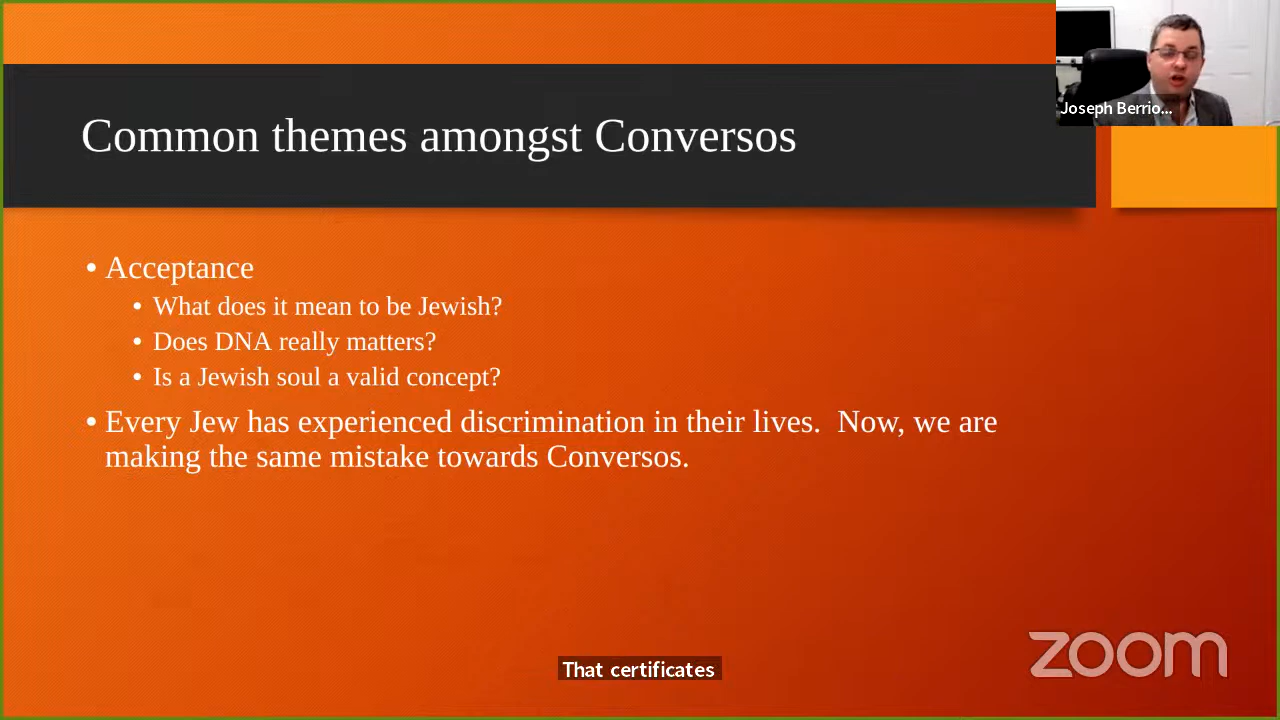 Joseph Berrio...
Common themes amongst Conversos
• Acceptance
• What does it mean to be Jewish?
• Does DNA really matters?
• Is a Jewish soul a valid concept?
• Every Jew has experienced discrimination in their lives.  Now, we are
making the same mistake towards Conversos.
That certificates
zoom